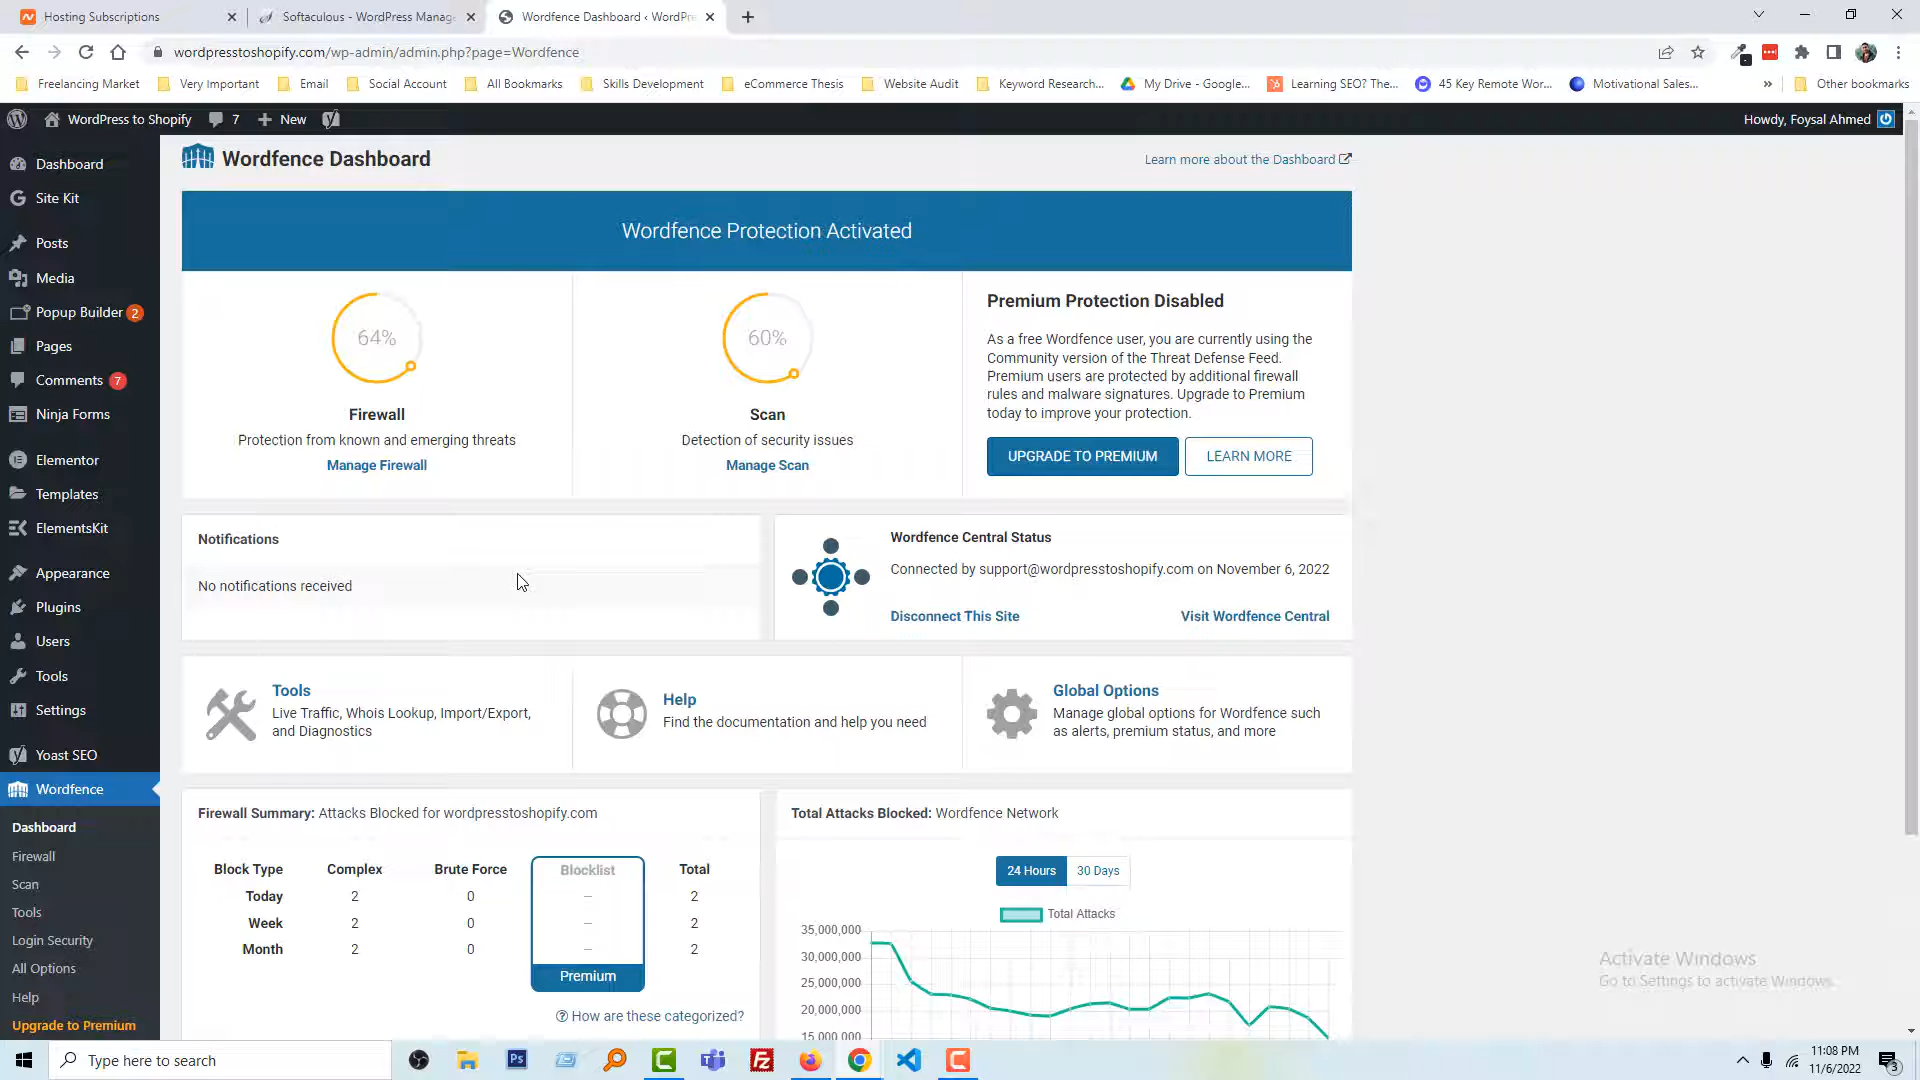 Hosting Subscriptions
Softaculous - WordPress Manag
Wordfence Dashboard ‹ WordPre
wordpresstoshopify.com/wp-admin/admin.php?page=Wordfence
Freelancing Market
Very Important
Email
Social Account
All Bookmarks
Skills Development
eCommerce Thesis
Website Audit
Keyword Research...
My Drive - Google...
Learning SEO? The...
45 Key Remote Wor...
Motivational Sales...
»
Other bookmarks
WordPress to Shopify
7
New
Howdy, Foysal Ahmed
Dashboard
Site Kit
Posts
Media
Popup Builder 2
Pages
Comments 7
Ninja Forms
Elementor
Templates
ElementsKit
Appearance
Plugins
Users
Tools
Settings
Yoast SEO
Wordfence
Dashboard
Firewall
Scan
Tools
Login Security
All Options
Help
Upgrade to Premium
Wordfence Dashboard
Learn more about the Dashboard
Wordfence Protection Activated
64%
Firewall
Protection from known and emerging threats
Manage Firewall
60%
Scan
Detection of security issues
Manage Scan
Premium Protection Disabled
As a free Wordfence user, you are currently using the
Community version of the Threat Defense Feed.
Premium users are protected by additional firewall
rules and malware signatures. Upgrade to Premium
today to improve your protection.
UPGRADE TO PREMIUM
LEARN MORE
Notifications
No notifications received
Wordfence Central Status
Connected by support@wordpresstoshopify.com on November 6, 2022
Disconnect This Site
Visit Wordfence Central
Tools
Live Traffic, Whois Lookup, Import/Export,
and Diagnostics
Help
Find the documentation and help you need
Global Options
Manage global options for Wordfence such
as alerts, premium status, and more
Firewall Summary: Attacks Blocked for wordpresstoshopify.com
Block Type Complex Brute Force Blocklist Total
Today 2 0 – 2
Week 2 0 – 2
Month 2 0 – 2
Premium
How are these categorized?
Total Attacks Blocked: Wordfence Network
24 Hours
30 Days
Total Attacks
35,000,000
30,000,000
25,000,000
20,000,000
15,000,000
Activate Windows
Go to Settings to activate Windows.
Type here to search
Ps
11:08 PM
11/6/2022
3